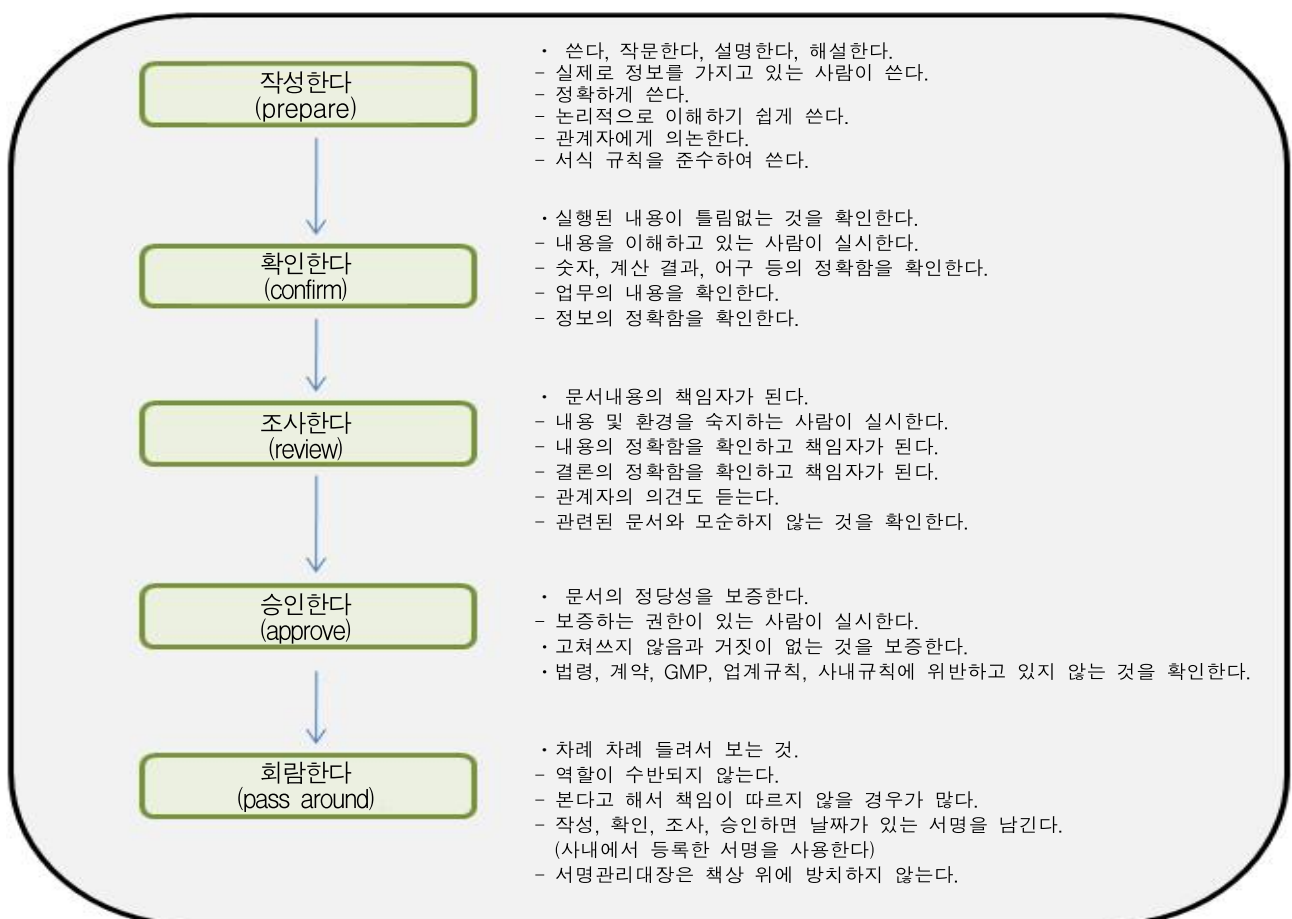 작성한다
(prepare)
· 쓴다, 작문한다, 설명한다, 해설한다.
- 실제로 정보를 가지고 있는 사람이 쓴다.
- 정확하게 쓴다.
- 논리적으로 이해하기 쉽게 쓴다.
- 관계자에게 의논한다.
- 서식 규칙을 준수하여 쓴다.
확인한다
(confirm)
· 실행된 내용이 틀림없는 것을 확인한다.
- 내용을 이해하고 있는 사람이 실시한다.
- 숫자, 계산 결과, 어구 등의 정확함을 확인한다.
- 업무의 내용을 확인한다.
- 정보의 정확함을 확인한다.
조사한다
(review)
· 문서내용의 책임자가 된다.
- 내용 및 환경을 숙지하는 사람이 실시한다.
- 내용의 정확함을 확인하고 책임자가 된다.
- 결론의 정확함을 확인하고 책임자가 된다.
- 관계자의 의견도 듣는다.
- 관련된 문서와 모순하지 않는 것을 확인한다.
승인한다
(approve)
· 문서의 정당성을 보증한다.
- 보증하는 권한이 있는 사람이 실시한다.
· 고쳐쓰지 않음과 거짓이 없는 것을 보증한다.
· 법령, 계약, GMP, 업계규칙, 사내규칙에 위반하고 있지 않는 것을 확인한다.
회람한다
(pass around)
· 차례 차례 들려서 보는 것.
- 역할이 수반되지 않는다.
- 본다고 해서 책임이 따르지 않을 경우가 많다.
- 작성, 확인, 조사, 승인하면 날짜가 있는 서명을 남긴다.
(사내에서 등록한 서명을 사용한다)
- 서명관리대장은 책상 위에 방치하지 않는다.